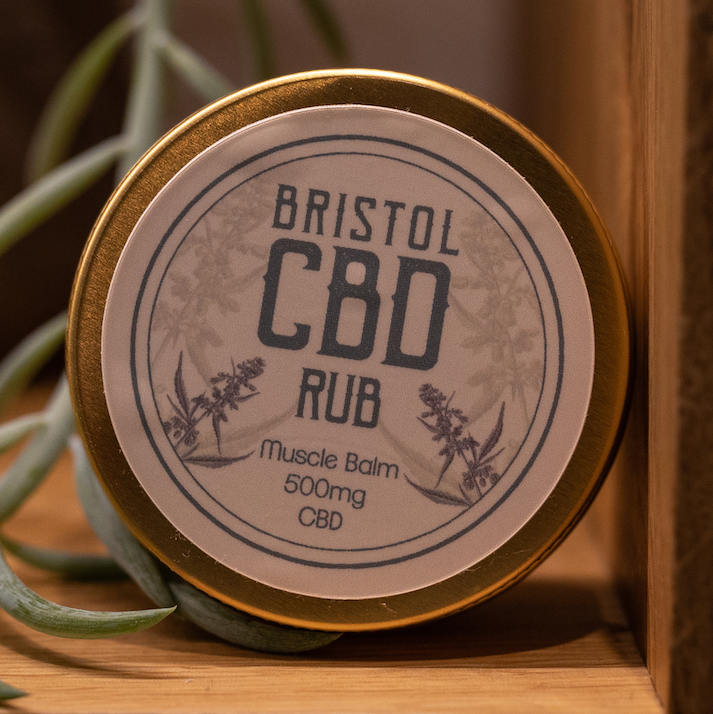 BRISTOL
CBD
RUB
Muscle Balm
500mg
CBD